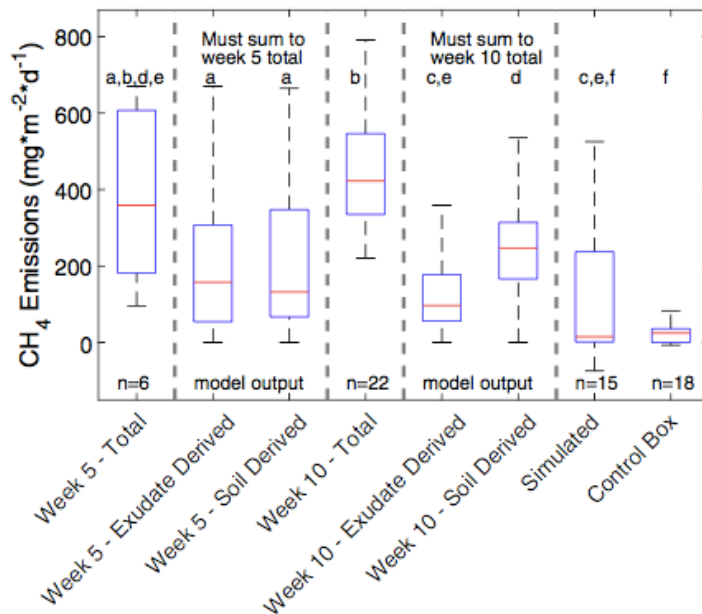 Must sum to
week 5 total
Must sum to
week 10 total
a,b,d,e
a
a
b
c,e
d
c,e,f
f
800
600
400
200
0
CH4 Emissions (mg*m-2*d-1)
n=6
model output
n=22
model output
n=15
n=18
Week 5 - Total
Week 5 - Exudate Derived
Week 5 - Soil Derived
Week 10 - Total
Week 10 - Exudate Derived
Week 10 - Soil Derived
Simulated
Control Box